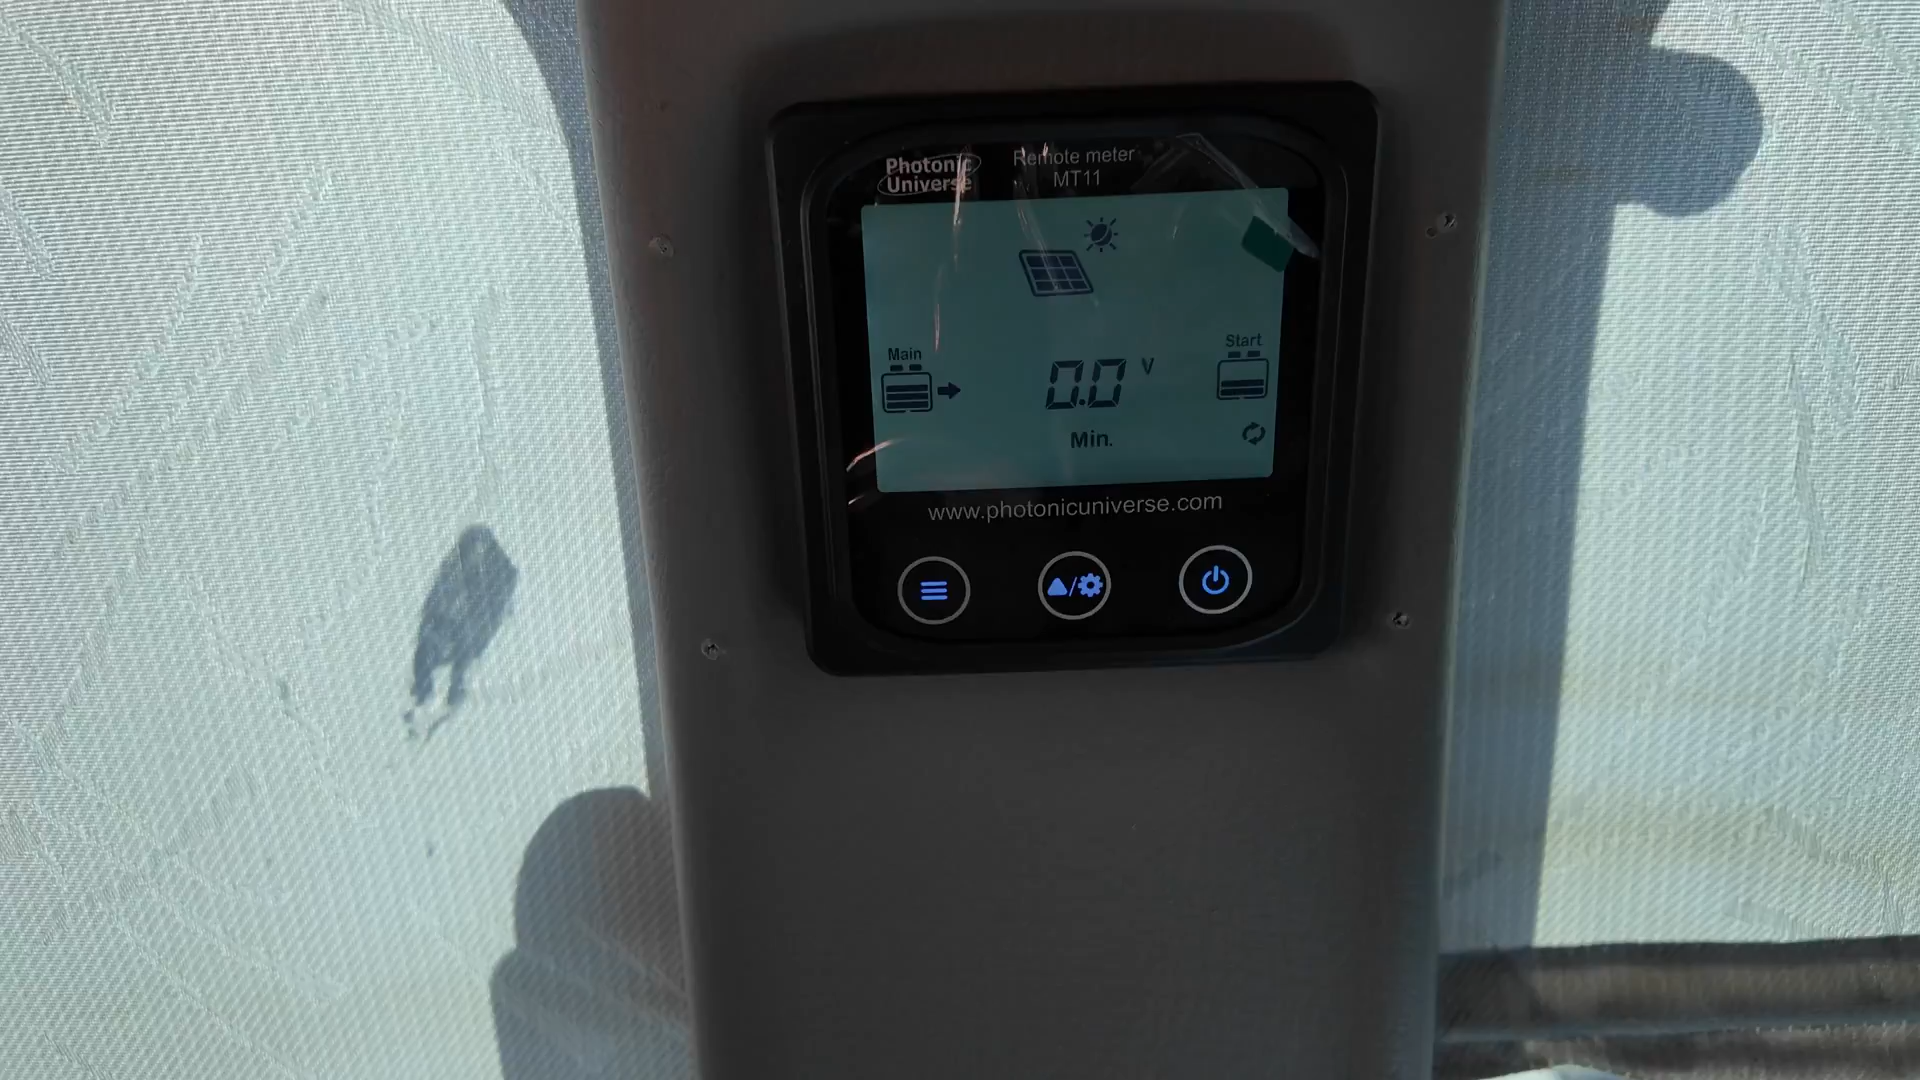 Photonic
Universe
Remote meter
MT11
Main
0.0 V
Start
Min.
www.photonicuniverse.com